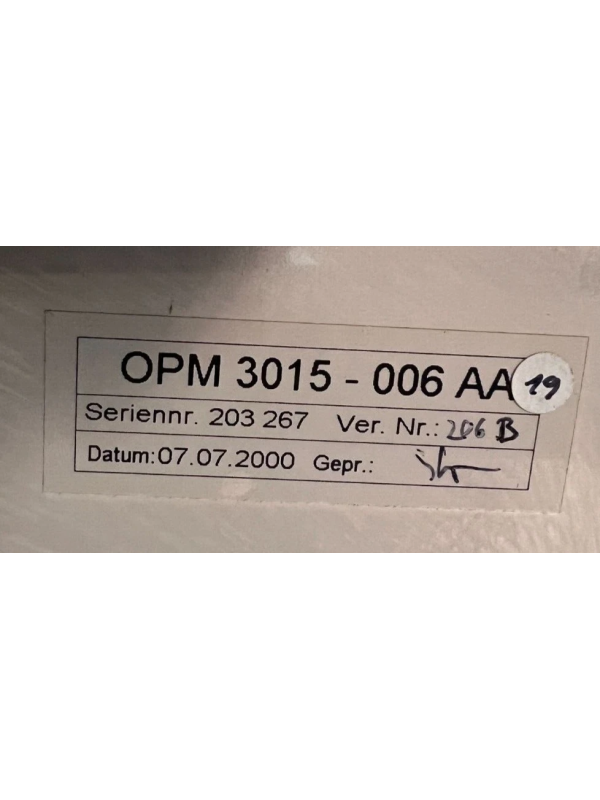 OPM 3015 - 006 AA 19
Seriennr. 203 267 Ver. Nr.: 206 B
Datum: 07.07.2000 Gepr.: